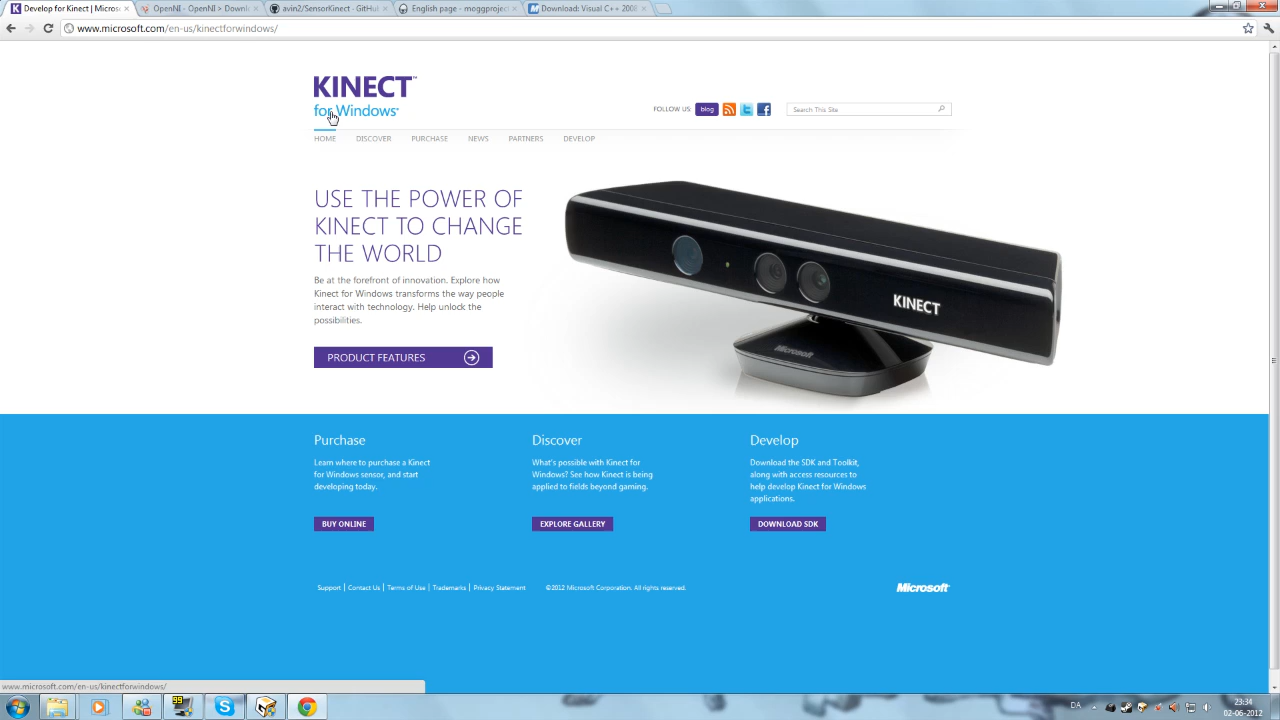 Develop for Kinect | Micros
OpenNI - OpenNI > Downl
avin2/SensorKinect · GitHub
English page - moggproject
Download: Visual C++ 2008
www.microsoft.com/en-us/kinectforwindows/
KINECT™
for Windows
FOLLOW US:
blog
Search This Site
HOME
DISCOVER
PURCHASE
NEWS
PARTNERS
DEVELOP
USE THE POWER OF
KINECT TO CHANGE
THE WORLD
Be at the forefront of innovation. Explore how
Kinect for Windows transforms the way people
interact with technology. Help unlock the
possibilities.
PRODUCT FEATURES
KINECT
Microsoft
Purchase
Learn where to purchase a Kinect
for Windows sensor, and start
developing today.
BUY ONLINE
Discover
What's possible with Kinect for
Windows? See how Kinect is being
applied to fields beyond gaming.
EXPLORE GALLERY
Develop
Download the SDK and Toolkit,
along with access resources to
help develop Kinect for Windows
applications.
DOWNLOAD SDK
Support | Contact Us | Terms of Use | Trademarks | Privacy Statement
©2012 Microsoft Corporation. All rights reserved.
Microsoft
www.microsoft.com/en-us/kinectforwindows/
DA
23:34
02-06-2012